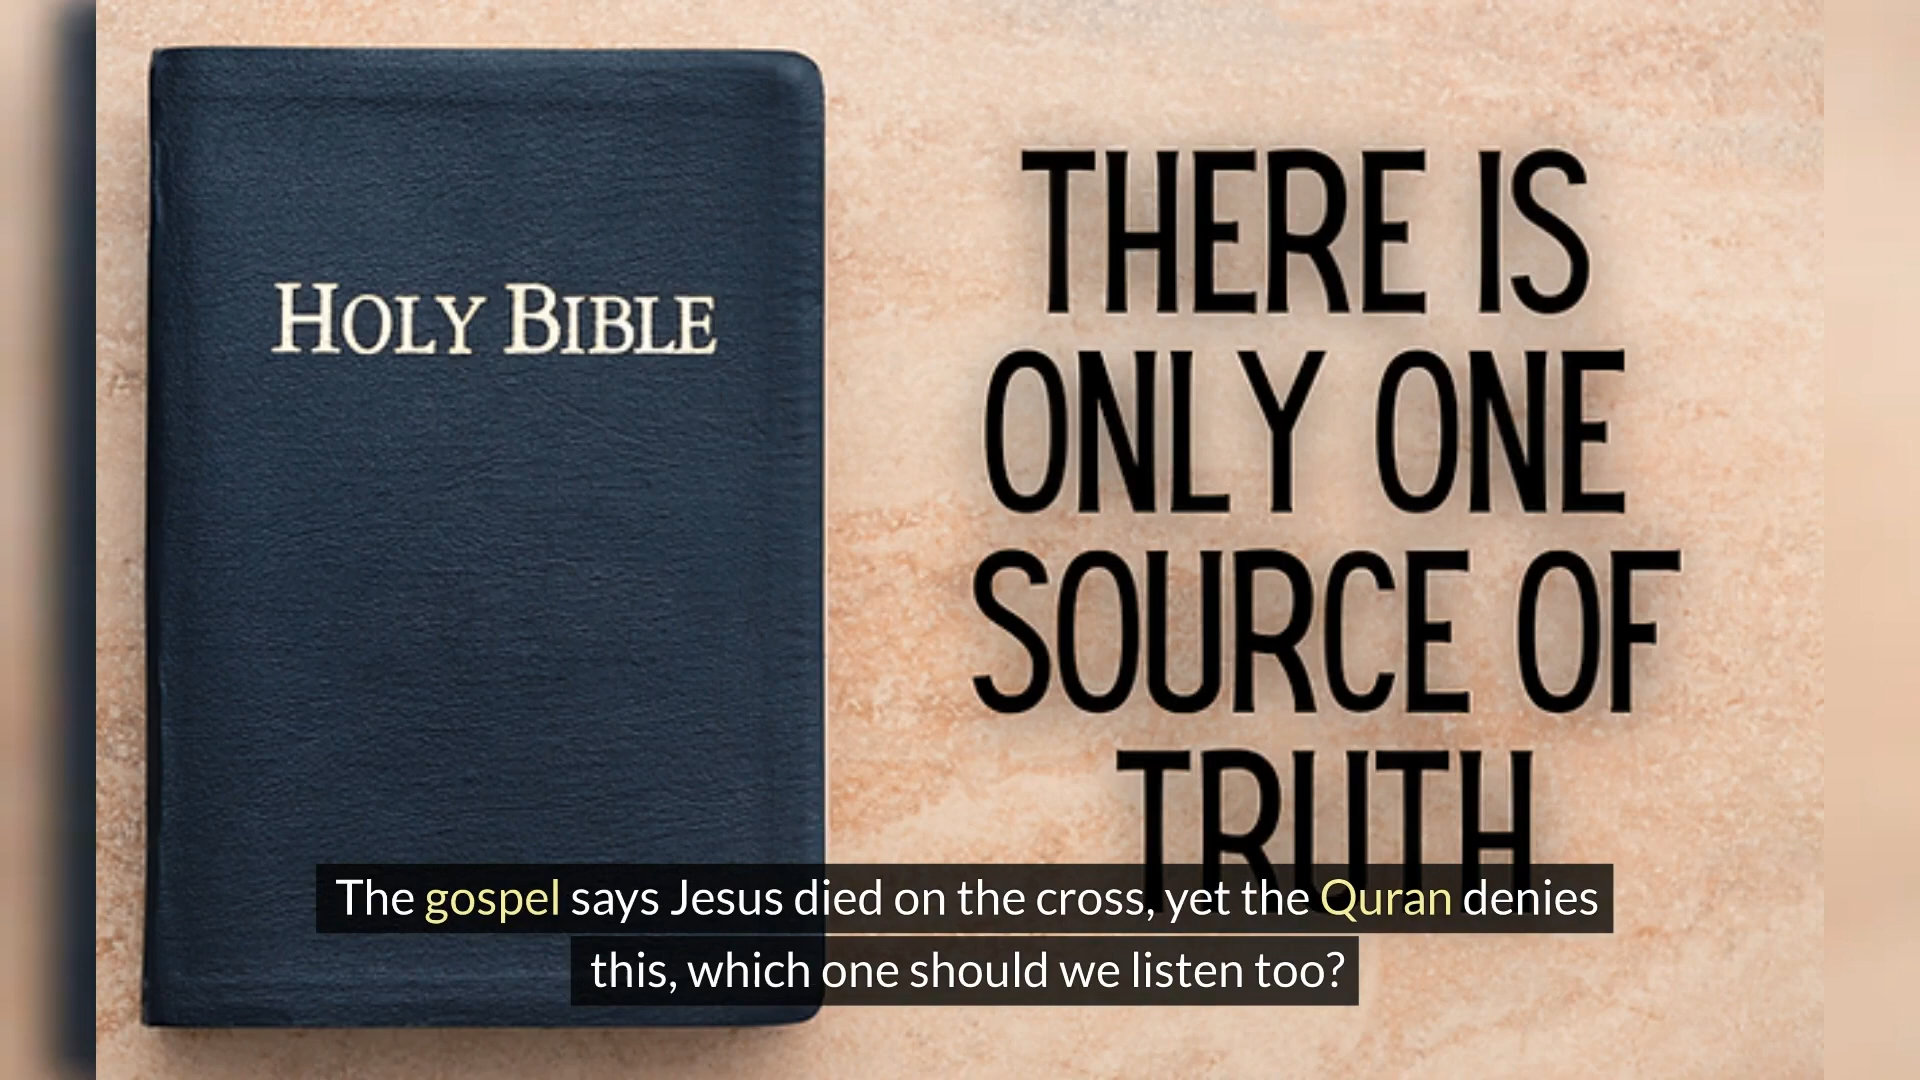 HOLY BIBLE
THERE IS
ONLY ONE
SOURCE OF
TRUTH
The gospel says Jesus died on the cross, yet the Quran denies
this, which one should we listen too?